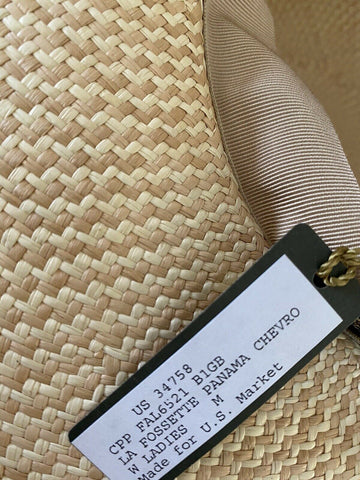 US 34758
CPP FAL6521 B1GB
LA FOSSETTE PANAMA CHEVRO
W LADIES   M
Made for U.S. Market